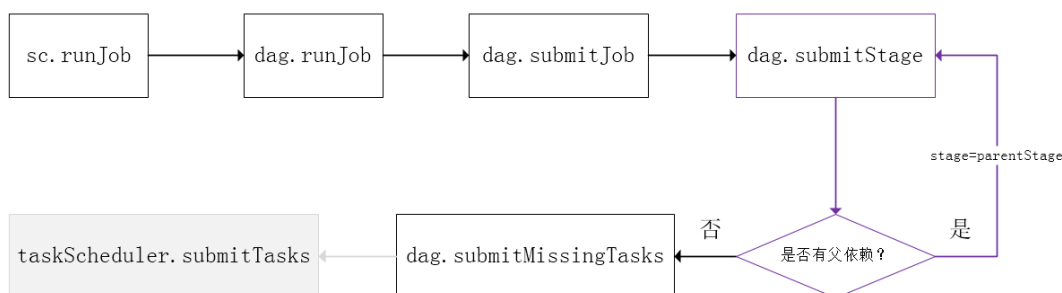 sc.runJob
dag.runJob
dag.submitJob
dag.submitStage
stage=parentStage
是否有父依赖?
是
否
dag.submitMissingTasks
taskScheduler.submitTasks